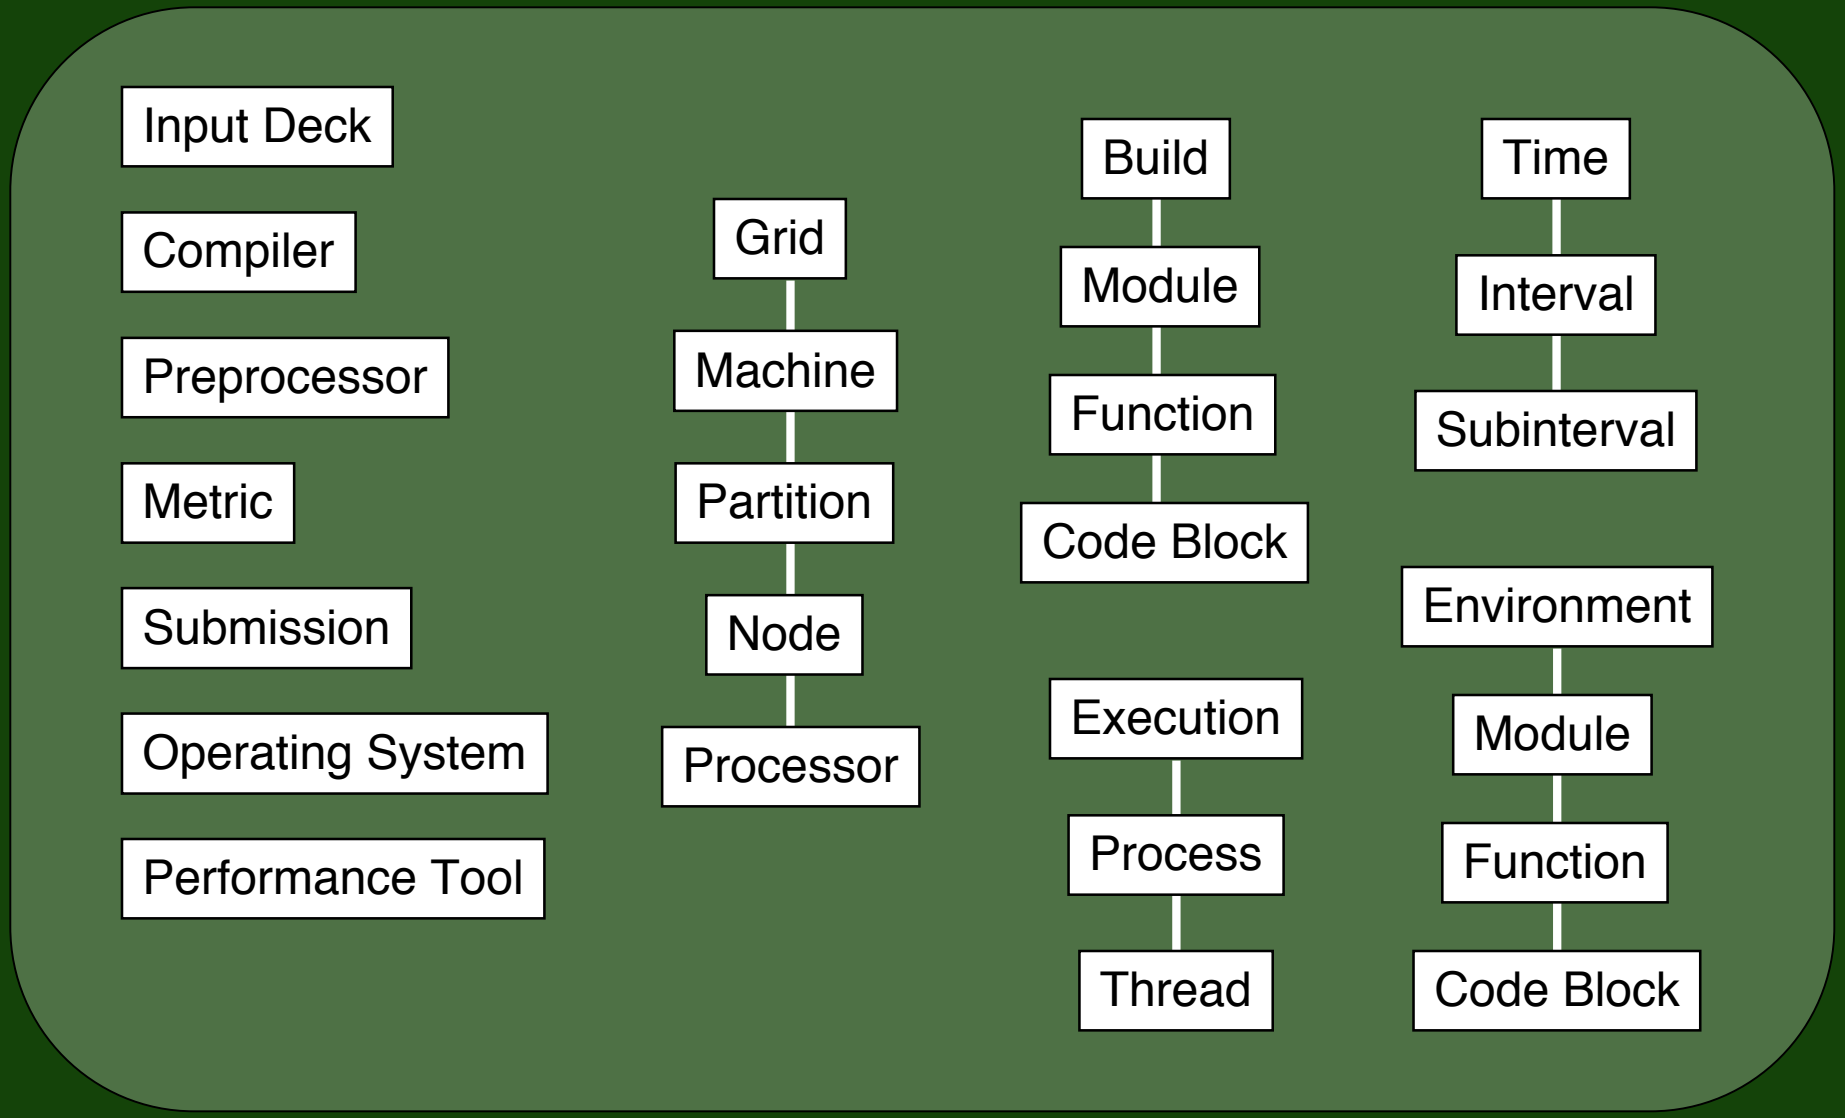 Input Deck
Compiler
Preprocessor
Metric
Submission
Operating System
Performance Tool
Grid
Machine
Partition
Node
Processor
Build
Module
Function
Code Block
Execution
Process
Thread
Time
Interval
Subinterval
Environment
Module
Function
Code Block